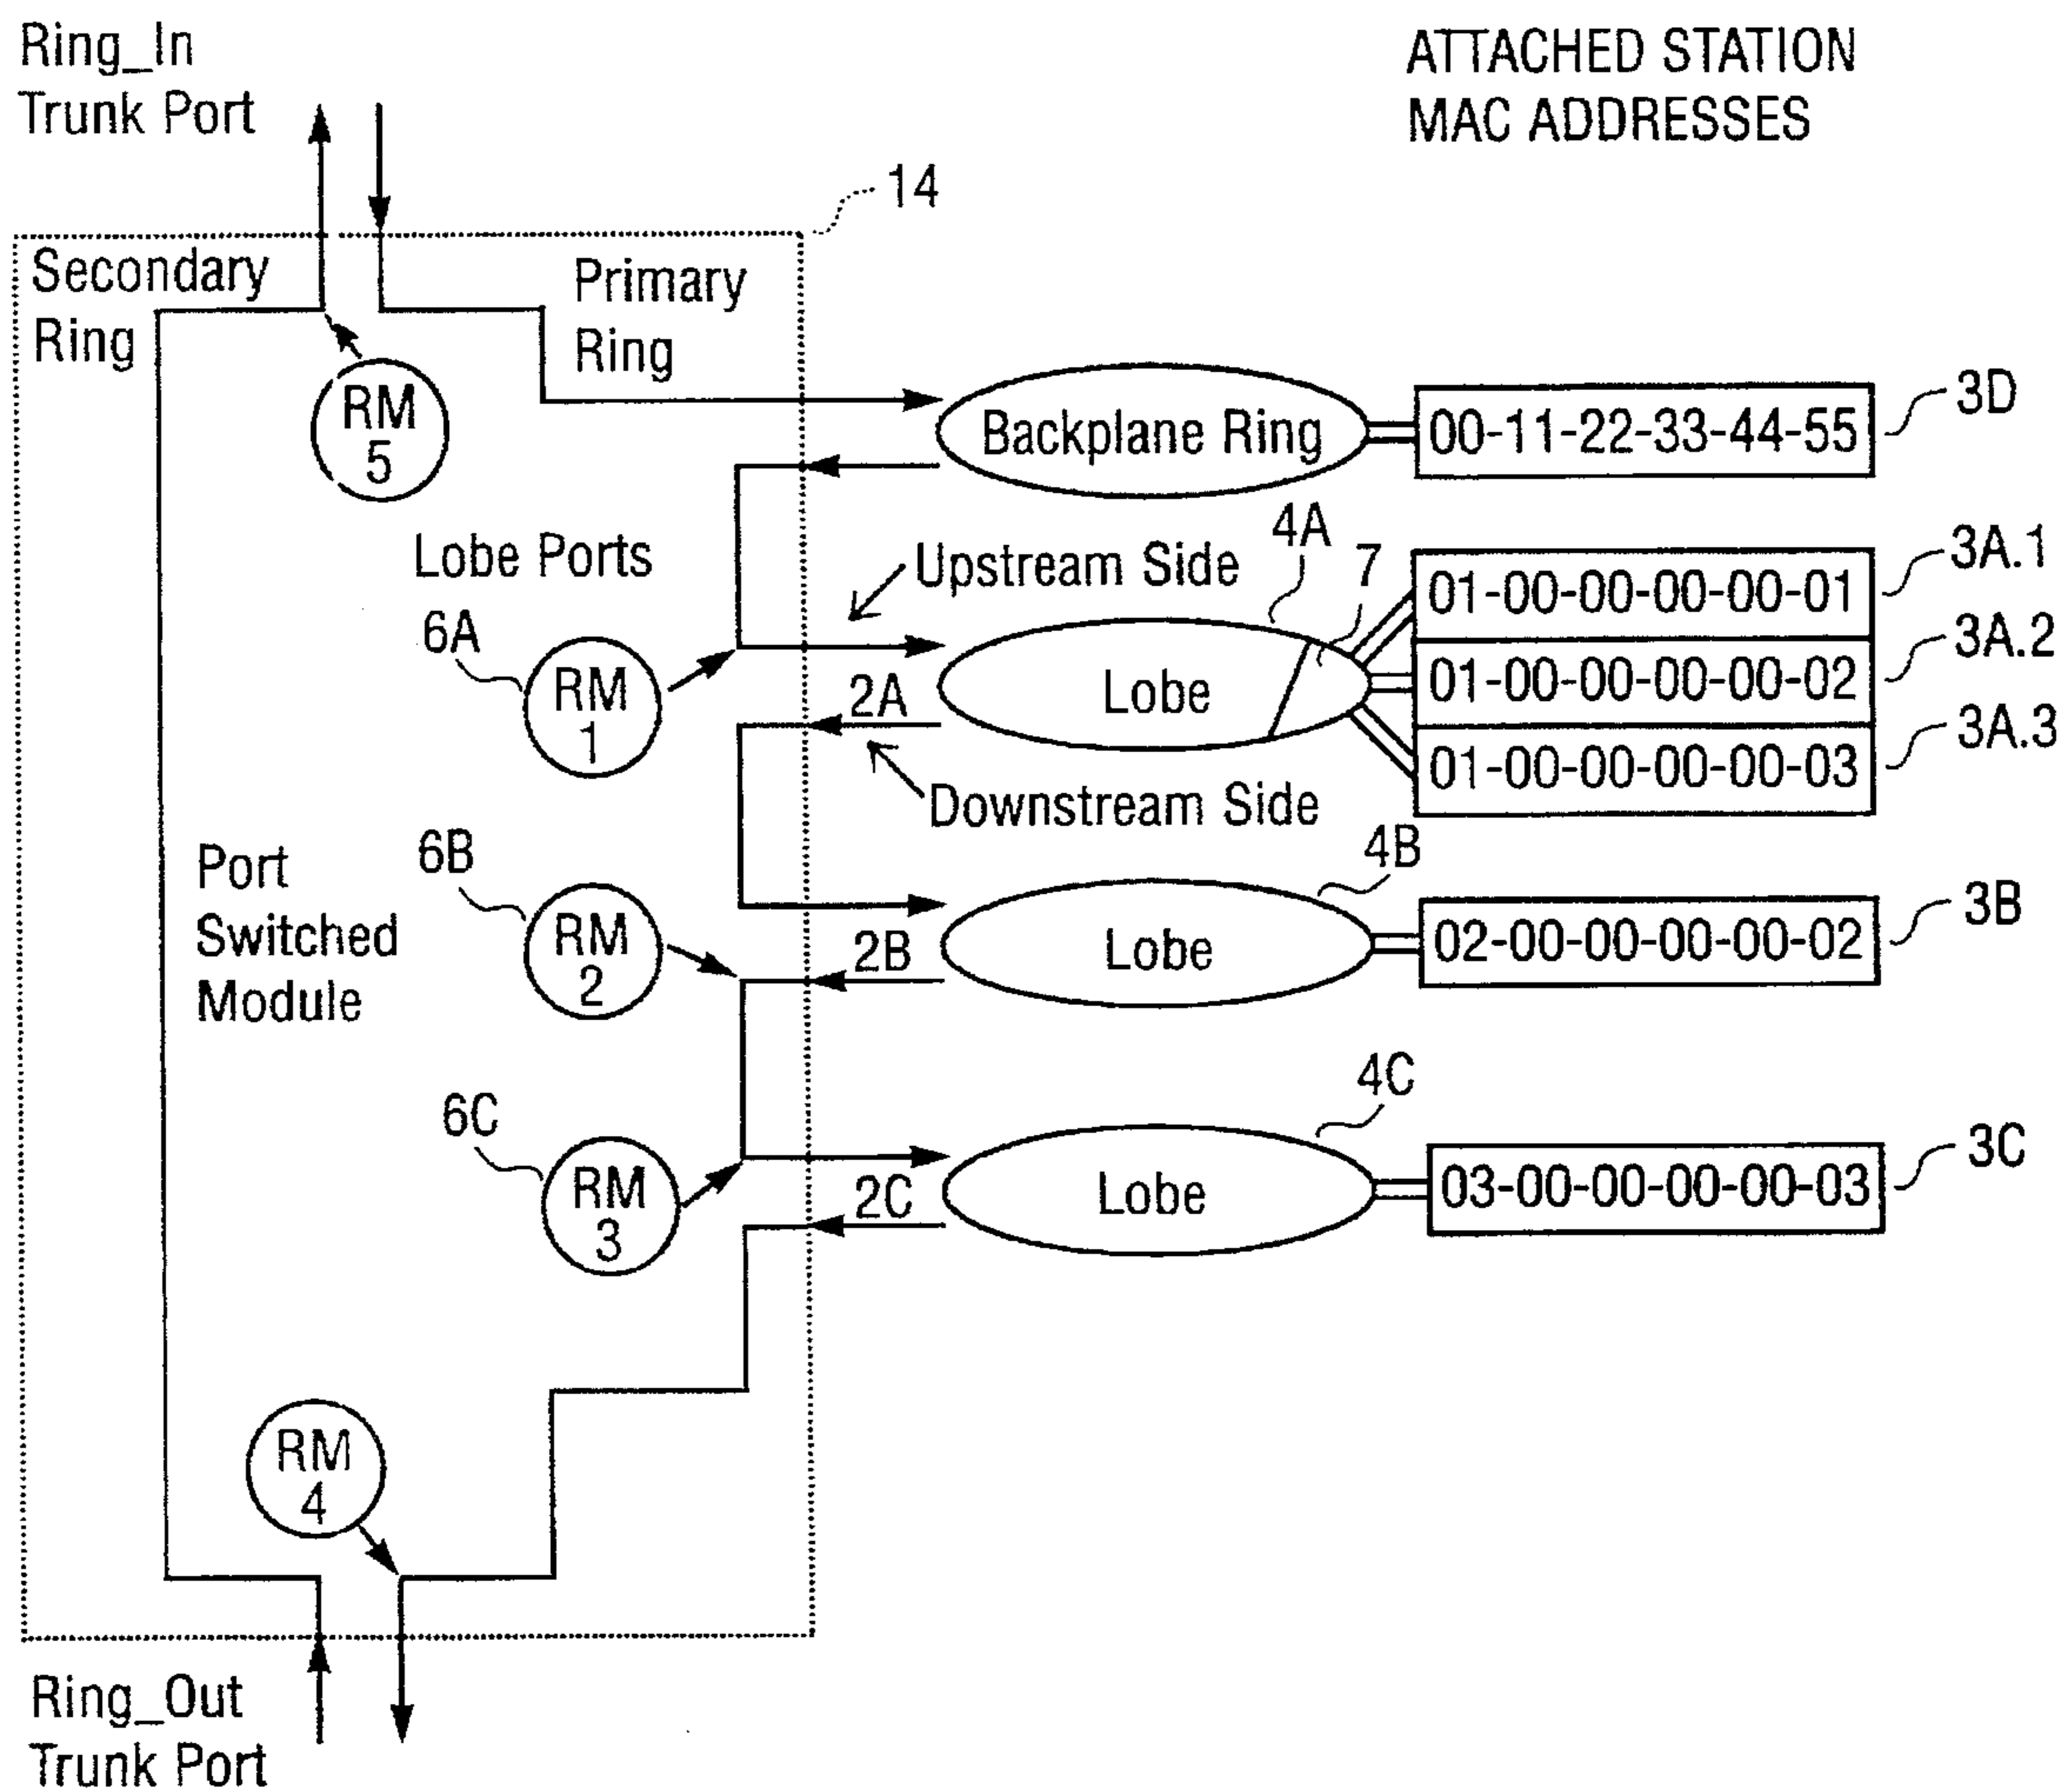 Ring_In
Trunk Port
ATTACHED STATION
MAC ADDRESSES
14
Secondary
Ring
Primary
Ring
RM
5
Backplane Ring
00-11-22-33-44-55
3D
Lobe Ports
Upstream Side
4A
7
6A
RM
1
Lobe
2A
01-00-00-00-00-01
3A.1
01-00-00-00-00-02
3A.2
01-00-00-00-00-03
3A.3
Downstream Side
Port
Switched
Module
6B
RM
2
4B
Lobe
2B
02-00-00-00-00-02
3B
6C
RM
3
4C
Lobe
2C
03-00-00-00-00-03
3C
RM
4
Ring_Out
Trunk Port